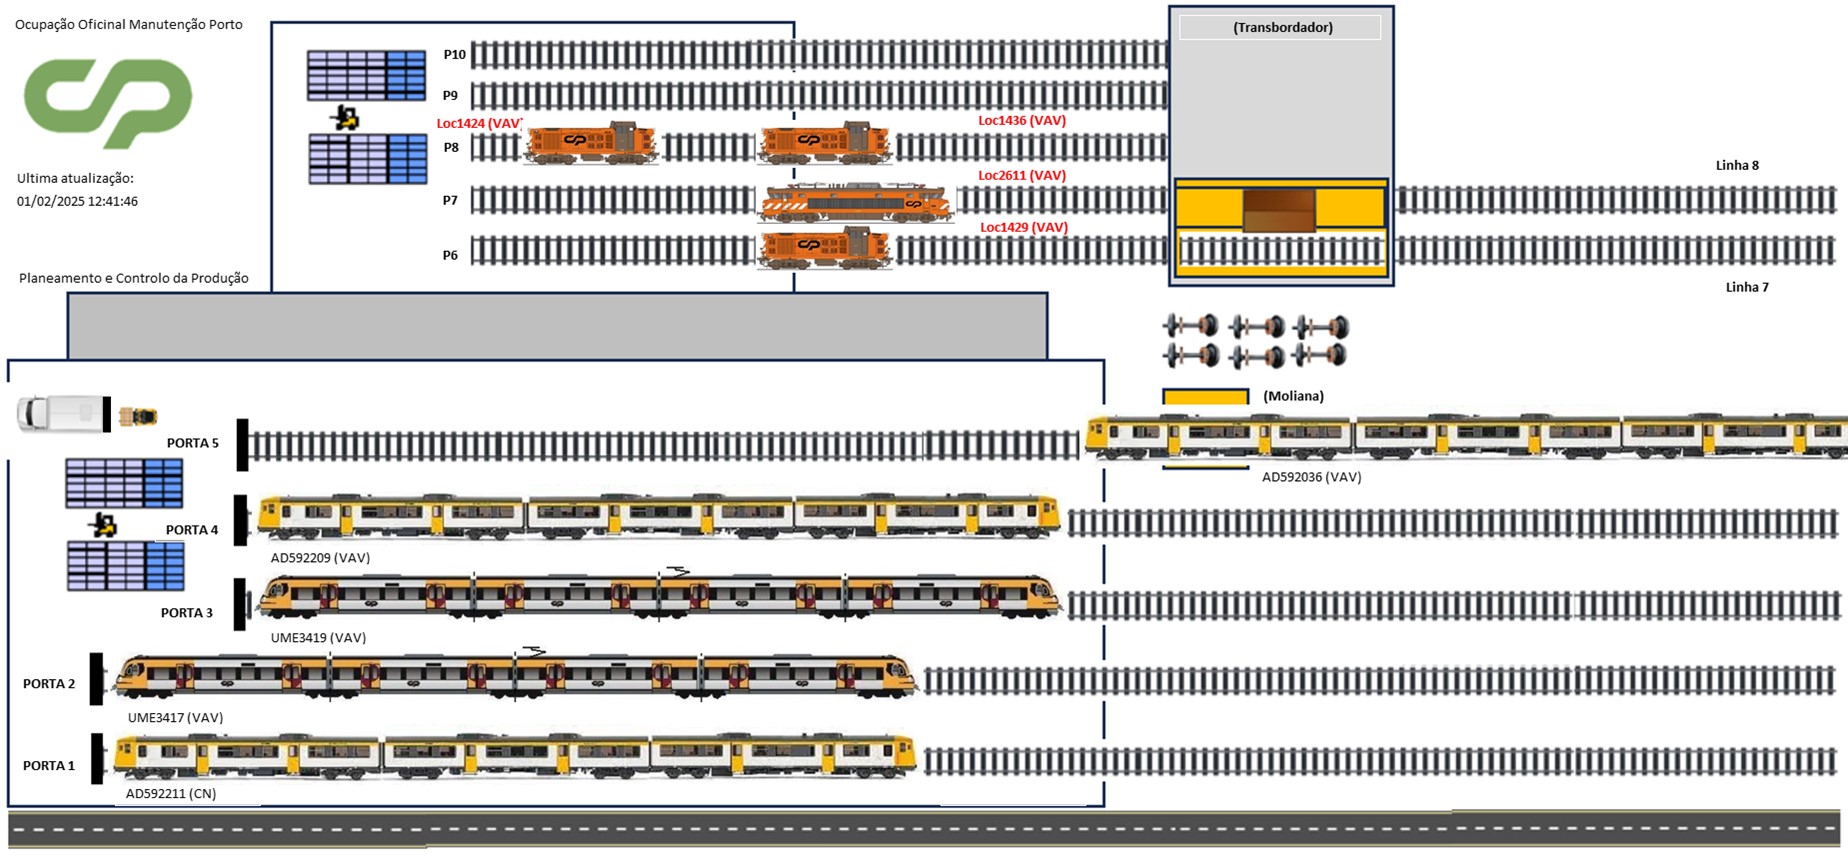 Ocupação Oficinal Manutenção Porto
(Transbordador)
P10
P9
Loc1424 (VAV)
Loc1436 (VAV)
P8
Ultima atualização:
01/02/2025 12:41:46
Linha 8
Loc2611 (VAV)
P7
Loc1429 (VAV)
P6
Planeamento e Controlo da Produção
Linha 7
(Moliana)
PORTA 5
AD592036 (VAV)
PORTA 4
AD592209 (VAV)
PORTA 3
UME3419 (VAV)
PORTA 2
UME3417 (VAV)
PORTA 1
AD592211 (CN)